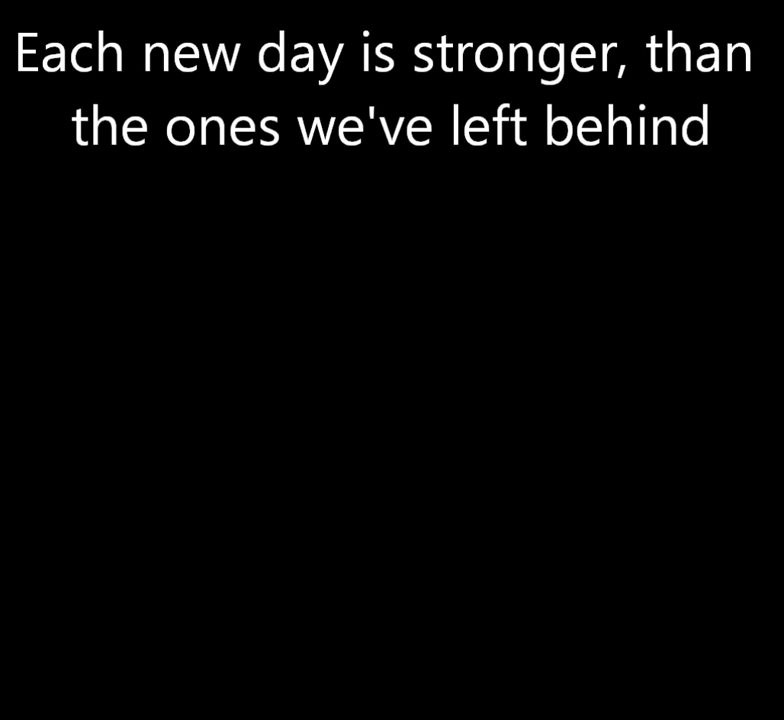 Each new day is stronger, than
the ones we've left behind